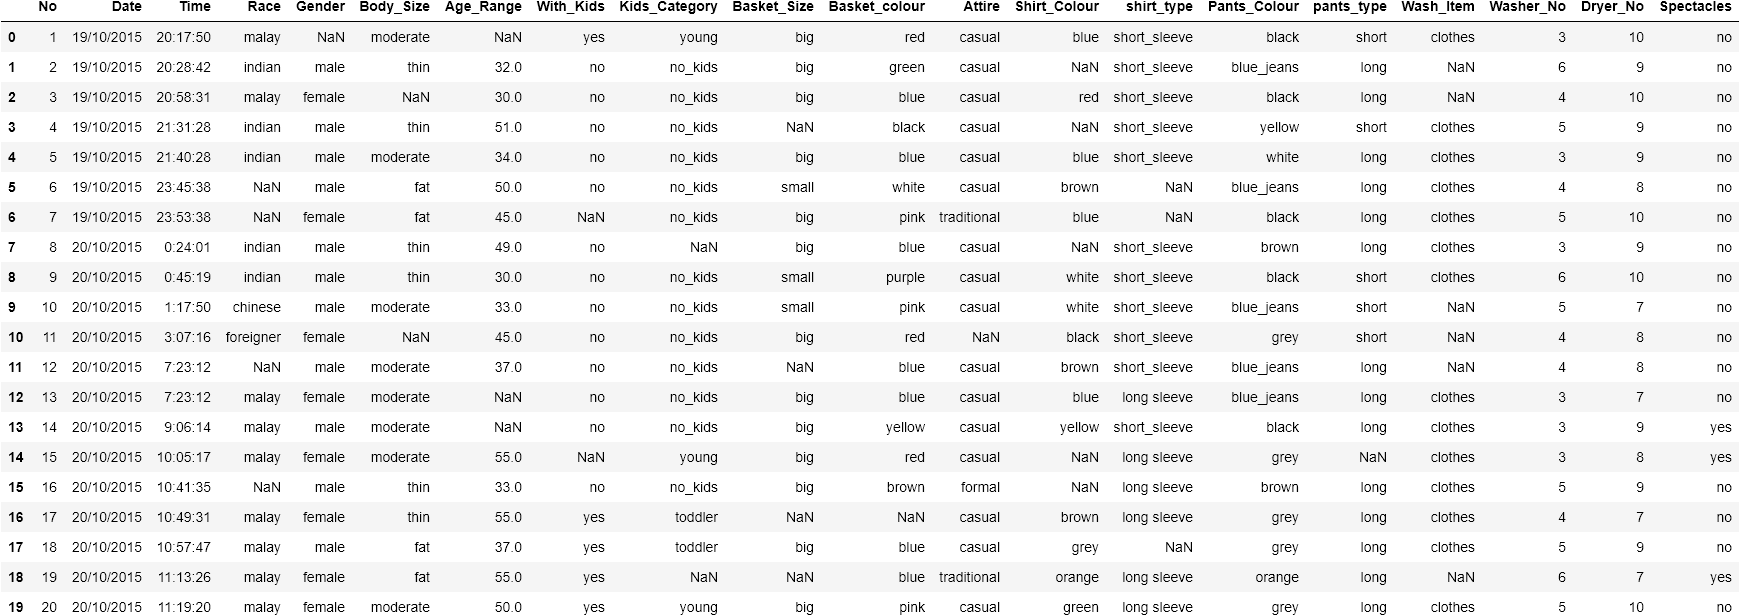 No Date Time Race Gender Body_Size Age_Range With_Kids Kids_Category Basket_Size Basket_colour Attire Shirt_Colour shirt_type Pants_Colour pants_type Wash_Item Washer_No Dryer_No Spectacles
0 1 19/10/2015 20:17:50 malay NaN moderate NaN yes young big red casual blue short_sleeve black short clothes 3 10 no
1 2 19/10/2015 20:28:42 indian male thin 32.0 no no_kids big green casual NaN short_sleeve blue_jeans long NaN 6 9 no
2 3 19/10/2015 20:58:31 malay female NaN 30.0 no no_kids big blue casual red short_sleeve black long NaN 4 10 no
3 4 19/10/2015 21:31:28 indian male thin 51.0 no no_kids NaN black casual NaN short_sleeve yellow short clothes 5 9 no
4 5 19/10/2015 21:40:28 indian male moderate 34.0 no no_kids big blue casual blue short_sleeve white long clothes 3 9 no
5 6 19/10/2015 23:45:38 NaN male fat 50.0 no no_kids small white casual brown NaN blue_jeans long clothes 4 8 no
6 7 19/10/2015 23:53:38 NaN female fat 45.0 NaN no_kids big pink traditional blue NaN black long clothes 5 10 no
7 8 20/10/2015 0:24:01 indian male thin 49.0 no NaN big blue casual NaN short_sleeve brown long clothes 3 9 no
8 9 20/10/2015 0:45:19 indian male thin 30.0 no no_kids small purple casual white short_sleeve black short clothes 6 10 no
9 10 20/10/2015 1:17:50 chinese male moderate 33.0 no no_kids small pink casual white short_sleeve blue_jeans short NaN 5 7 no
10 11 20/10/2015 3:07:16 foreigner female NaN 45.0 no no_kids big red NaN black short_sleeve grey short NaN 4 8 no
11 12 20/10/2015 7:23:12 NaN male moderate 37.0 no no_kids NaN blue casual brown short_sleeve blue_jeans long NaN 4 8 no
12 13 20/10/2015 7:23:12 malay female moderate NaN no no_kids big blue casual blue long sleeve blue_jeans long clothes 3 7 no
13 14 20/10/2015 9:06:14 malay male moderate NaN no no_kids big yellow casual yellow short_sleeve black long clothes 3 9 yes
14 15 20/10/2015 10:05:17 malay female moderate 55.0 NaN young big red casual NaN long sleeve grey NaN clothes 3 8 yes
15 16 20/10/2015 10:41:35 NaN male thin 33.0 no no_kids big brown formal NaN long sleeve brown long clothes 5 9 no
16 17 20/10/2015 10:49:31 malay female thin 55.0 yes toddler NaN NaN casual brown long sleeve grey long clothes 4 7 no
17 18 20/10/2015 10:57:47 malay male fat 37.0 yes toddler big blue casual grey NaN grey long clothes 5 9 no
18 19 20/10/2015 11:13:26 malay female fat 55.0 yes NaN NaN blue traditional orange long sleeve orange long NaN 6 7 yes
19 20 20/10/2015 11:19:20 malay female moderate 50.0 yes young big pink casual green long sleeve grey long clothes 5 10 no